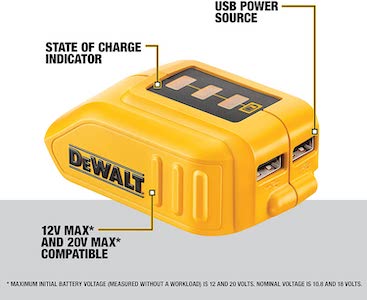 USB POWER
SOURCE
STATE OF CHARGE
INDICATOR
DEWALT
12V MAX*
AND 20V MAX*
COMPATIBLE
* MAXIMUM INITIAL BATTERY VOLTAGE (MEASURED WITHOUT A WORKLOAD) IS 12 AND 20 VOLTS. NOMINAL VOLTAGE IS 10.8 AND 18 VOLTS.